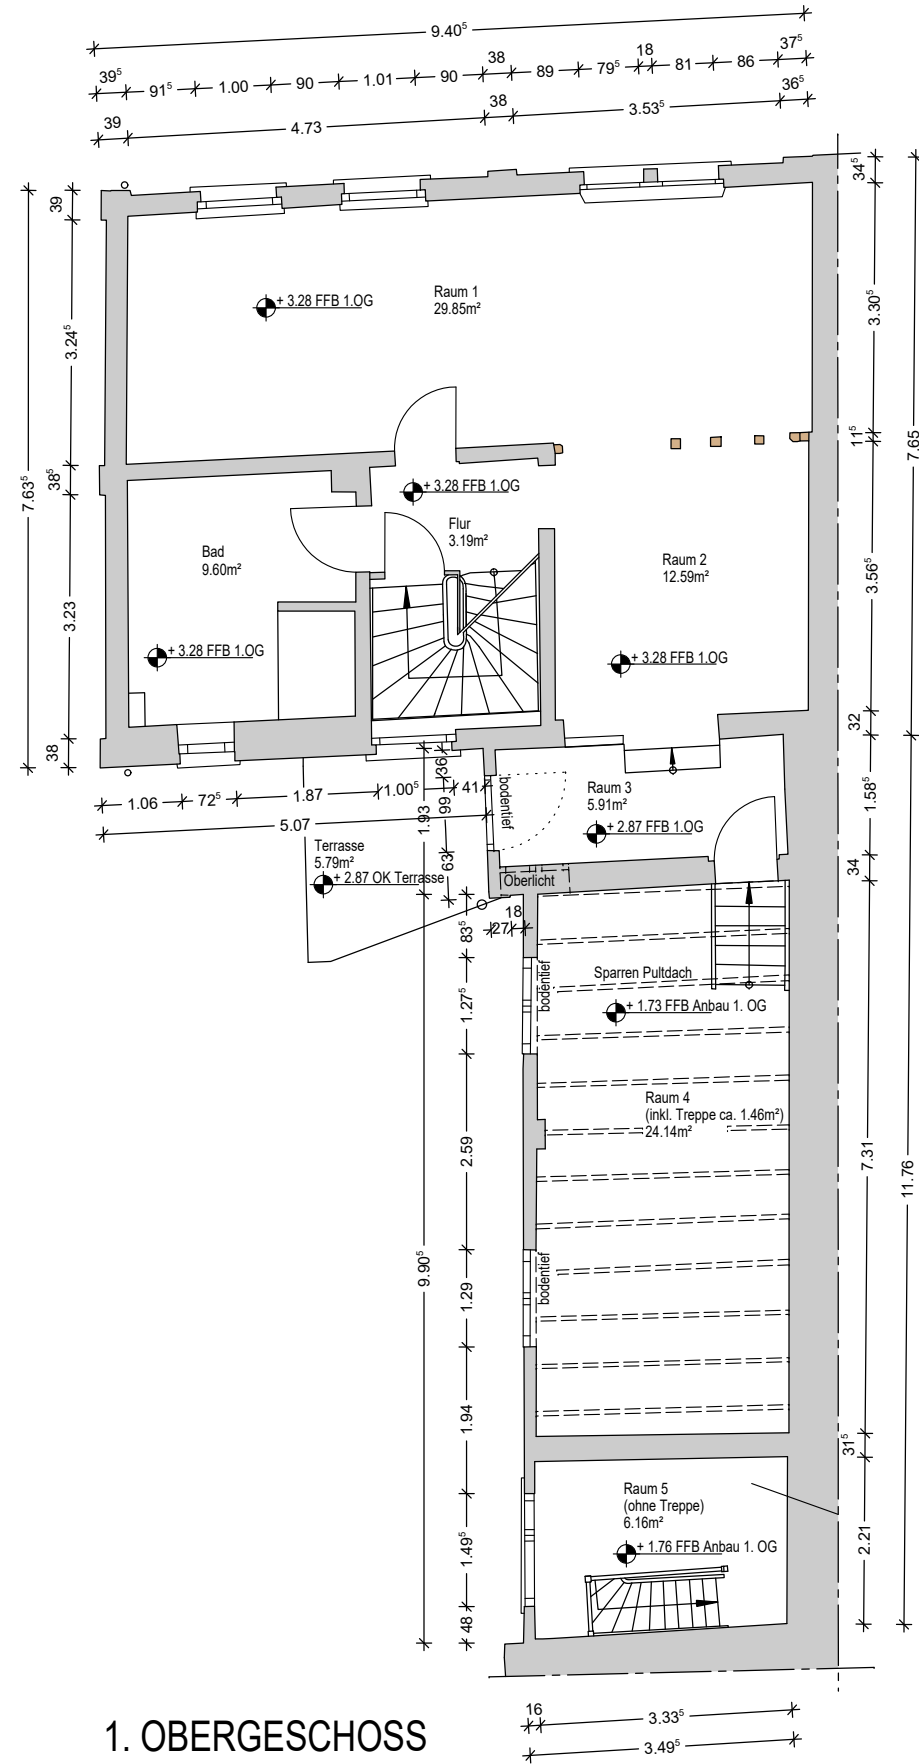 9.40⁵
39⁵ 91⁵ 1.00 90 1.01 90 38 89 79⁵ 18 81 86 37⁵
39 4.73 38 3.53⁵ 36⁵
39
3.24⁵
38⁵
3.23
38
7.63⁵
34⁵
3.30⁵
11⁵
3.56⁵
32
1.58⁵
34
7.31
31⁵
2.21
7.65
11.76
Raum 1
29.85m²
+ 3.28 FFB 1.OG
+ 3.28 FFB 1.OG
Flur
3.19m²
Bad
9.60m²
+ 3.28 FFB 1.OG
Raum 2
12.59m²
+ 3.28 FFB 1.OG
1.06 72⁵ 1.87 1.00⁵ 41
5.07
36
99
63
1.93
bodentief
Raum 3
5.91m²
+ 2.87 FFB 1.OG
Terrasse
5.79m²
+ 2.87 OK Terrasse
Oberlicht
18
27
83⁵
1.27⁵
2.59
1.29
1.94
1.49⁵
48
9.90⁵
bodentief
Sparren Pultdach
+ 1.73 FFB Anbau 1. OG
Raum 4
(inkl. Treppe ca. 1.46m²)
24.14m²
bodentief
Raum 5
(ohne Treppe)
6.16m²
+ 1.76 FFB Anbau 1. OG
16 3.33⁵
3.49⁵
1. OBERGESCHOSS